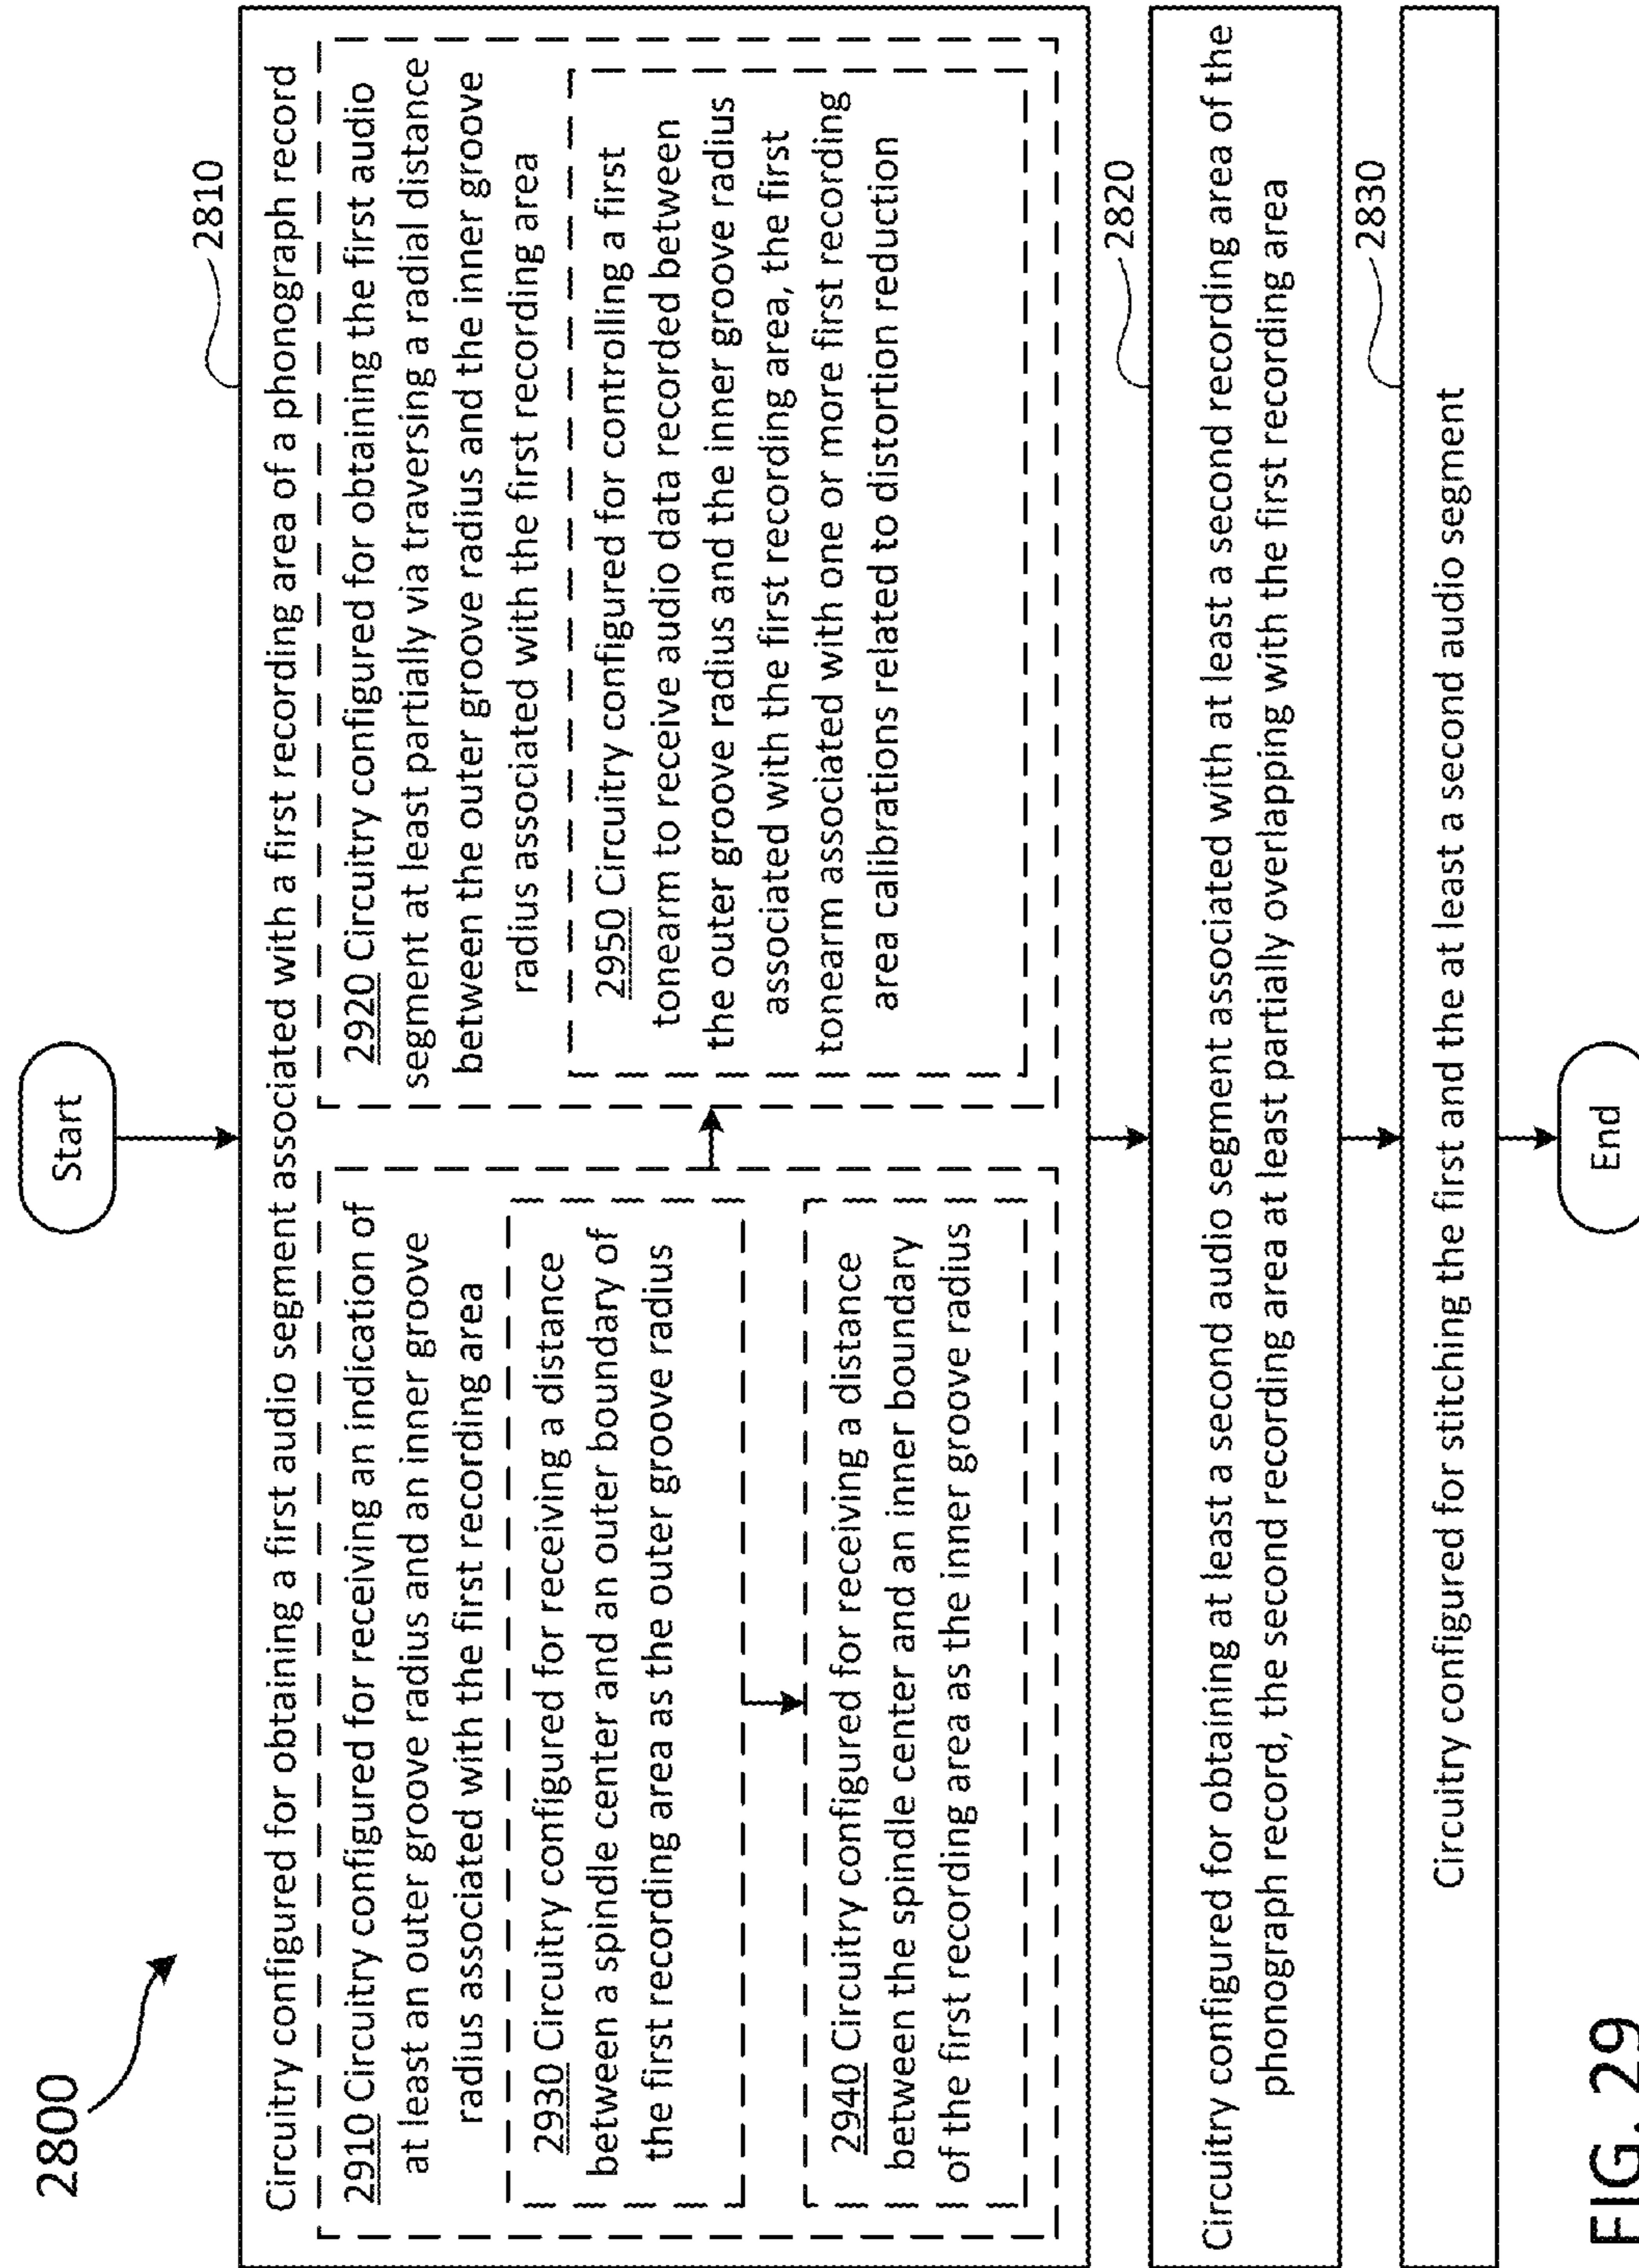 2800
Start
2810
Circuitry configured for obtaining a first audio segment associated with a first recording area of a phonograph record
2910 Circuitry configured for receiving an indication of
at least an outer groove radius and an inner groove
radius associated with the first recording area
2930 Circuitry configured for receiving a distance
between a spindle center and an outer boundary of
the first recording area as the outer groove radius
2940 Circuitry configured for receiving a distance
between the spindle center and an inner boundary
of the first recording area as the inner groove radius
2920 Circuitry configured for obtaining the first audio
segment at least partially via traversing a radial distance
between the outer groove radius and the inner groove
radius associated with the first recording area
2950 Circuitry configured for controlling a first
tonearm to receive audio data recorded between
the outer groove radius and the inner groove radius
associated with the first recording area, the first
tonearm associated with one or more first recording
area calibrations related to distortion reduction
2820
Circuitry configured for obtaining at least a second audio segment associated with at least a second recording area of the
phonograph record, the second recording area at least partially overlapping with the first recording area
2830
Circuitry configured for stitching the first and the at least a second audio segment
End
FIG. 29